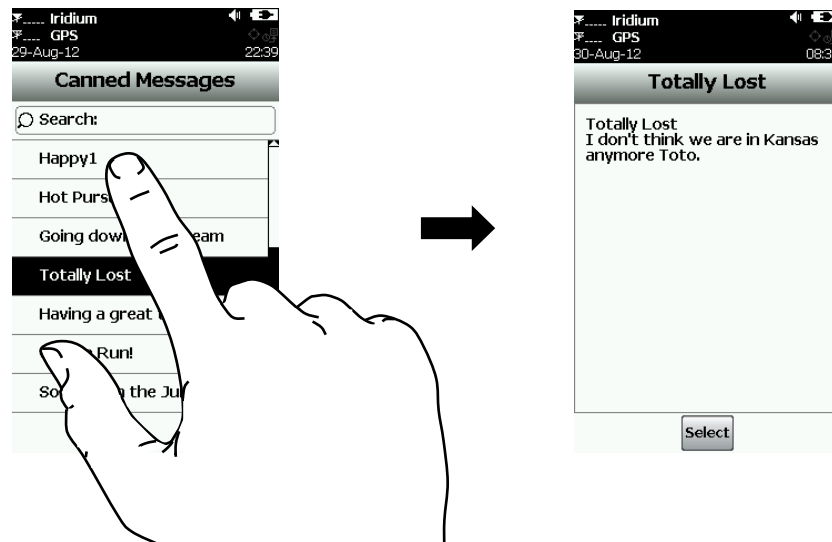 Iridium
GPS
29-Aug-12 22:39
Canned Messages
Search:
Happy1
Hot Purs
Going dow eam
Totally Lost
Having a great
Run!
So the Ju
Iridium
GPS
30-Aug-12 08:3
Totally Lost
Totally Lost
I don't think we are in Kansas
anymore Toto.
Select